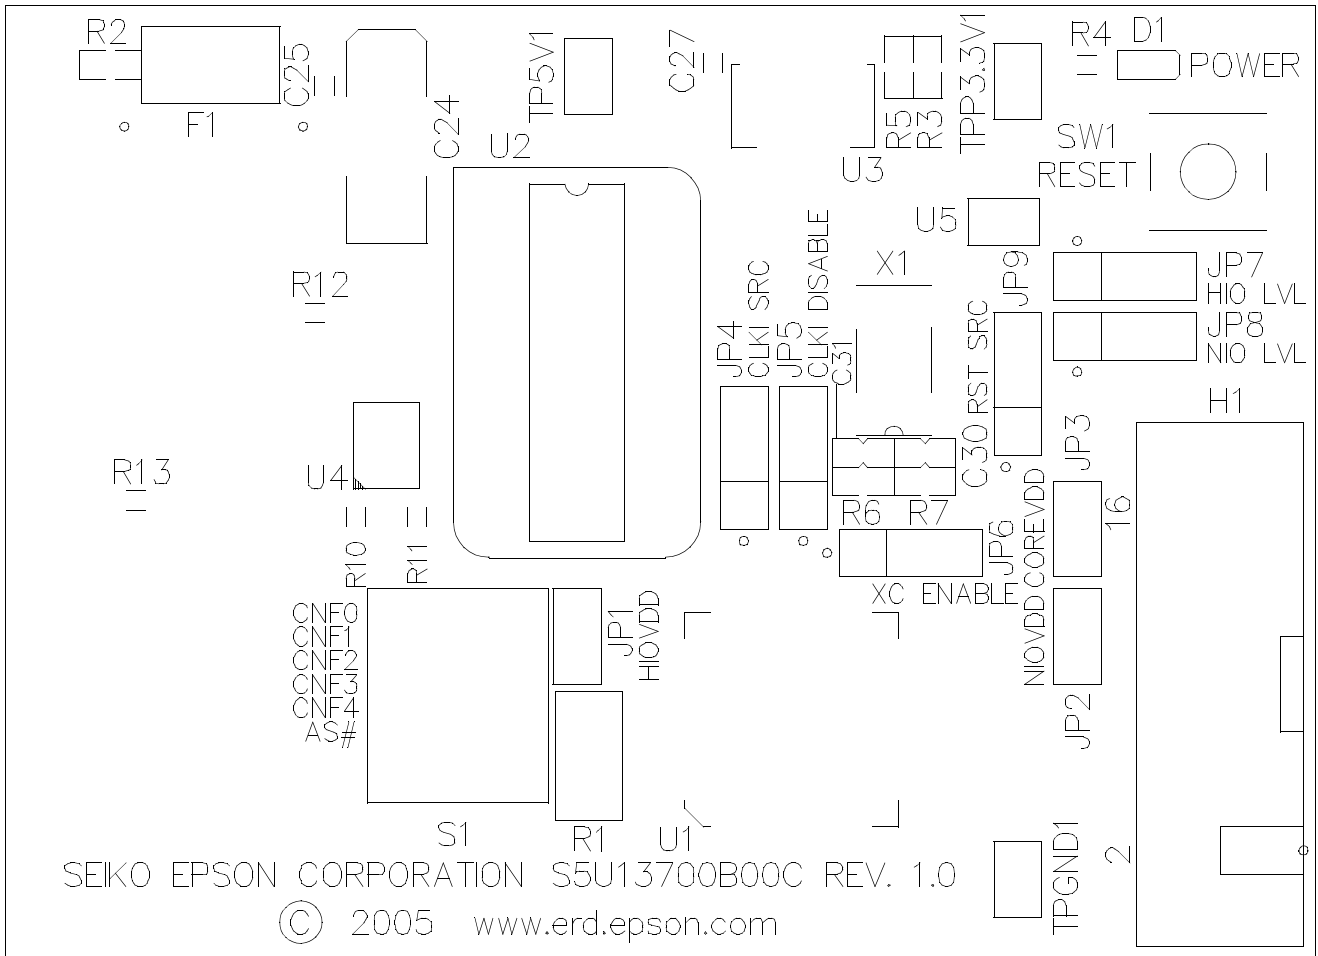 R2
F1
C25
C24
TP5V1
U2
C27
U3
R5
R3
TPP3.3V1
R4
D1
POWER
SW1
RESET
U5
X1
JP9
RST SRC
JP7
HIO LVL
JP8
NIO LVL
H1
R12
JP4
CLKI SRC
JP5
CLKI DISABLE
C31
C30
R13
U4
R10
R11
R6
R7
JP6
XC ENABLE
JP3
COREVDD
16
NIOVDD
JP2
CNF0
CNF1
CNF2
CNF3
CNF4
AS#
JP1
HIOVDD
S1
R1
U1
TPGND1
2
SEIKO EPSON CORPORATION S5U13700B00C REV. 1.0
© 2005 www.erd.epson.com